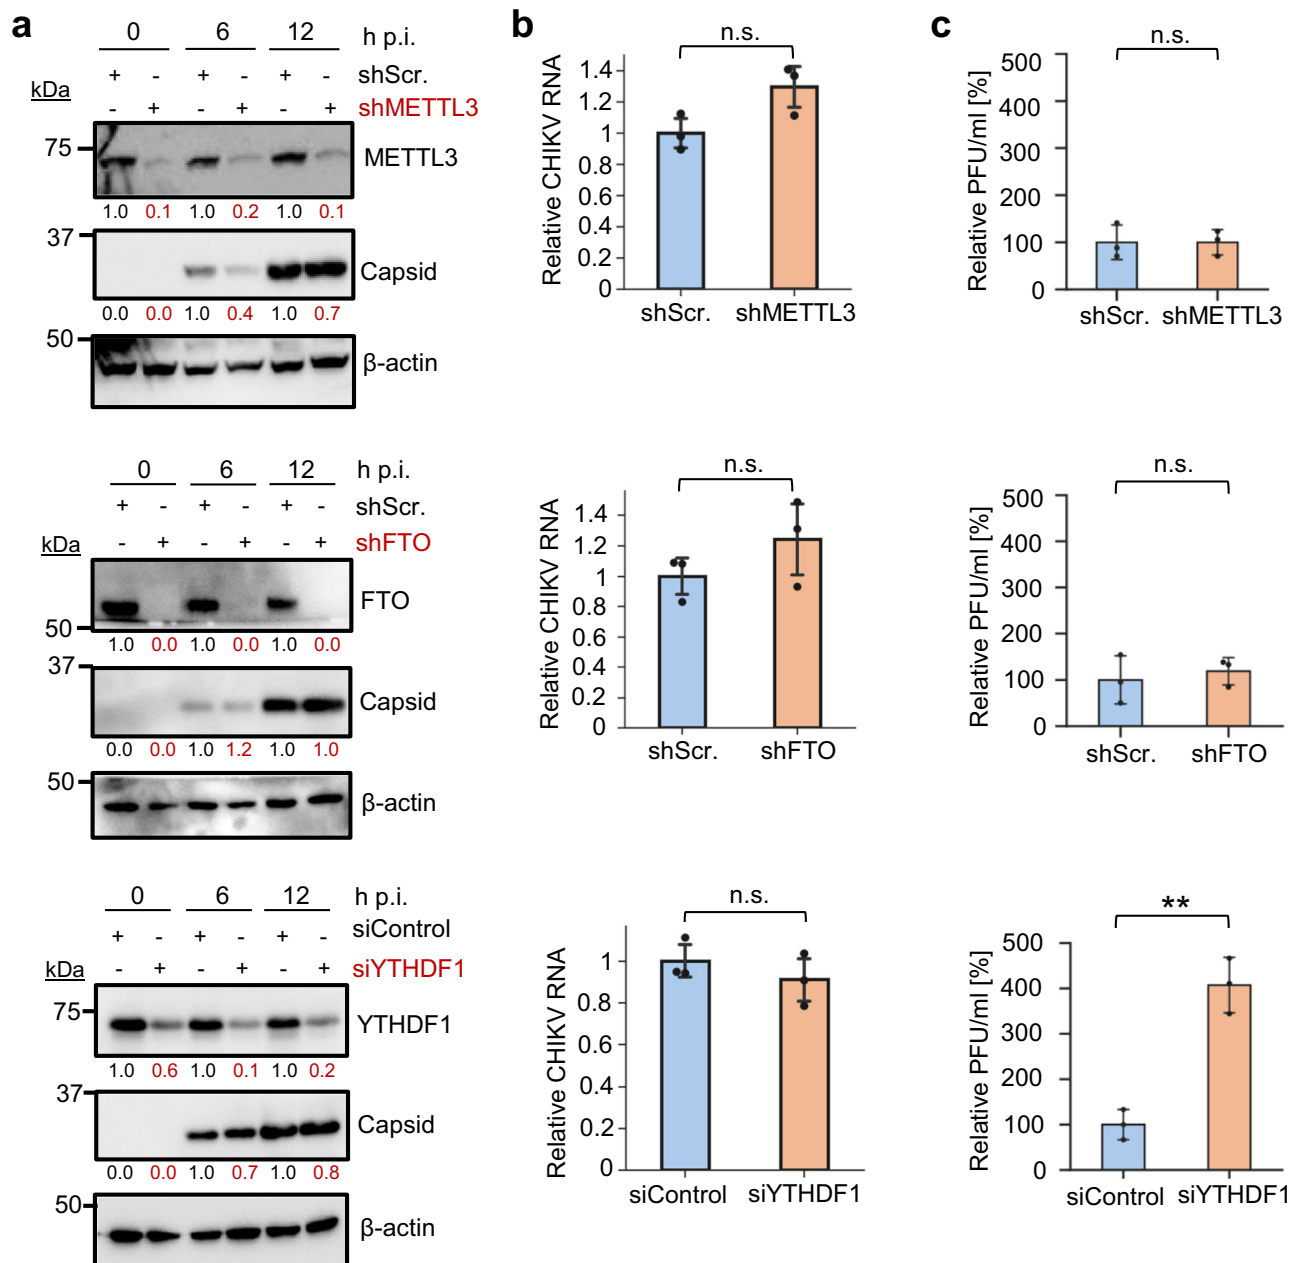 a
0 6 12 h p.i.
+ - + - + - shScr.
- + - + - + shMETTL3
kDa
75
METTL3
1.0 0.1 1.0 0.2 1.0 0.1
37
Capsid
0.0 0.0 1.0 0.4 1.0 0.7
50
β-actin
0 6 12 h p.i.
+ - + - + - shScr.
- + - + - + shFTO
kDa
FTO
50
1.0 0.0 1.0 0.0 1.0 0.0
37
Capsid
0.0 0.0 1.0 1.2 1.0 1.0
50
β-actin
0 6 12 h p.i.
+ - + - + - siControl
- + - + - + siYTHDF1
kDa
75
YTHDF1
1.0 0.6 1.0 0.1 1.0 0.2
37
Capsid
0.0 0.0 1.0 0.7 1.0 0.8
50
β-actin
b
n.s.
Relative CHIKV RNA
1.4
1.2
1
0.8
0.6
0.4
0.2
0
shScr. shMETTL3
n.s.
Relative CHIKV RNA
1.4
1.2
1
0.8
0.6
0.4
0.2
0
shScr. shFTO
n.s.
Relative CHIKV RNA
1
0.8
0.6
0.4
0.2
0
siControl siYTHDF1
c
n.s.
Relative PFU/ml [%]
500
400
300
200
100
0
shScr. shMETTL3
n.s.
Relative PFU/ml [%]
500
400
300
200
100
0
shScr. shFTO
**
Relative PFU/ml [%]
500
400
300
200
100
0
siControl siYTHDF1